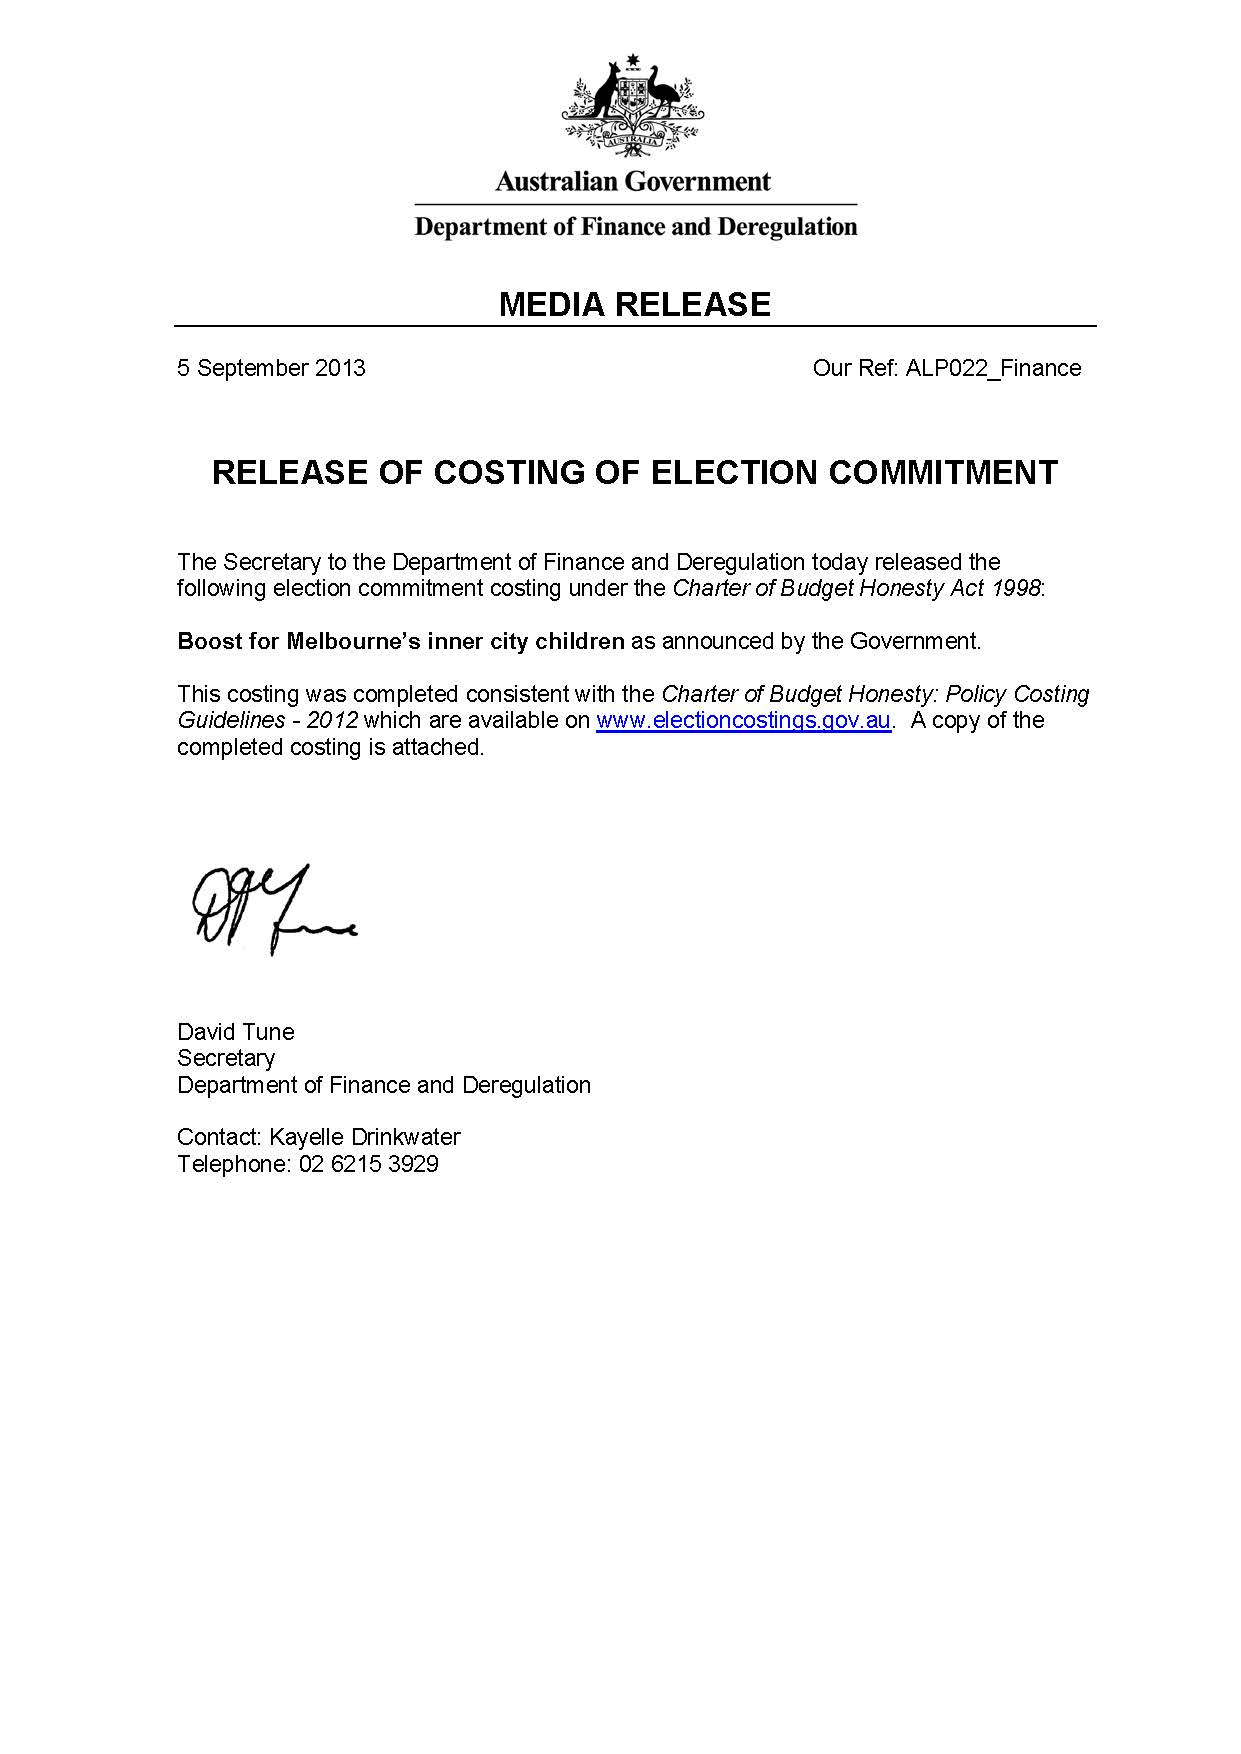 AUSTRALIA
Australian Government
Department of Finance and Deregulation
MEDIA RELEASE
5 September 2013 Our Ref: ALP022_Finance
RELEASE OF COSTING OF ELECTION COMMITMENT
The Secretary to the Department of Finance and Deregulation today released the
following election commitment costing under the Charter of Budget Honesty Act 1998:
Boost for Melbourne's inner city children as announced by the Government.
This costing was completed consistent with the Charter of Budget Honesty: Policy Costing
Guidelines - 2012 which are available on www.electioncostings.gov.au. A copy of the
completed costing is attached.
David Tune
Secretary
Department of Finance and Deregulation
Contact: Kayelle Drinkwater
Telephone: 02 6215 3929